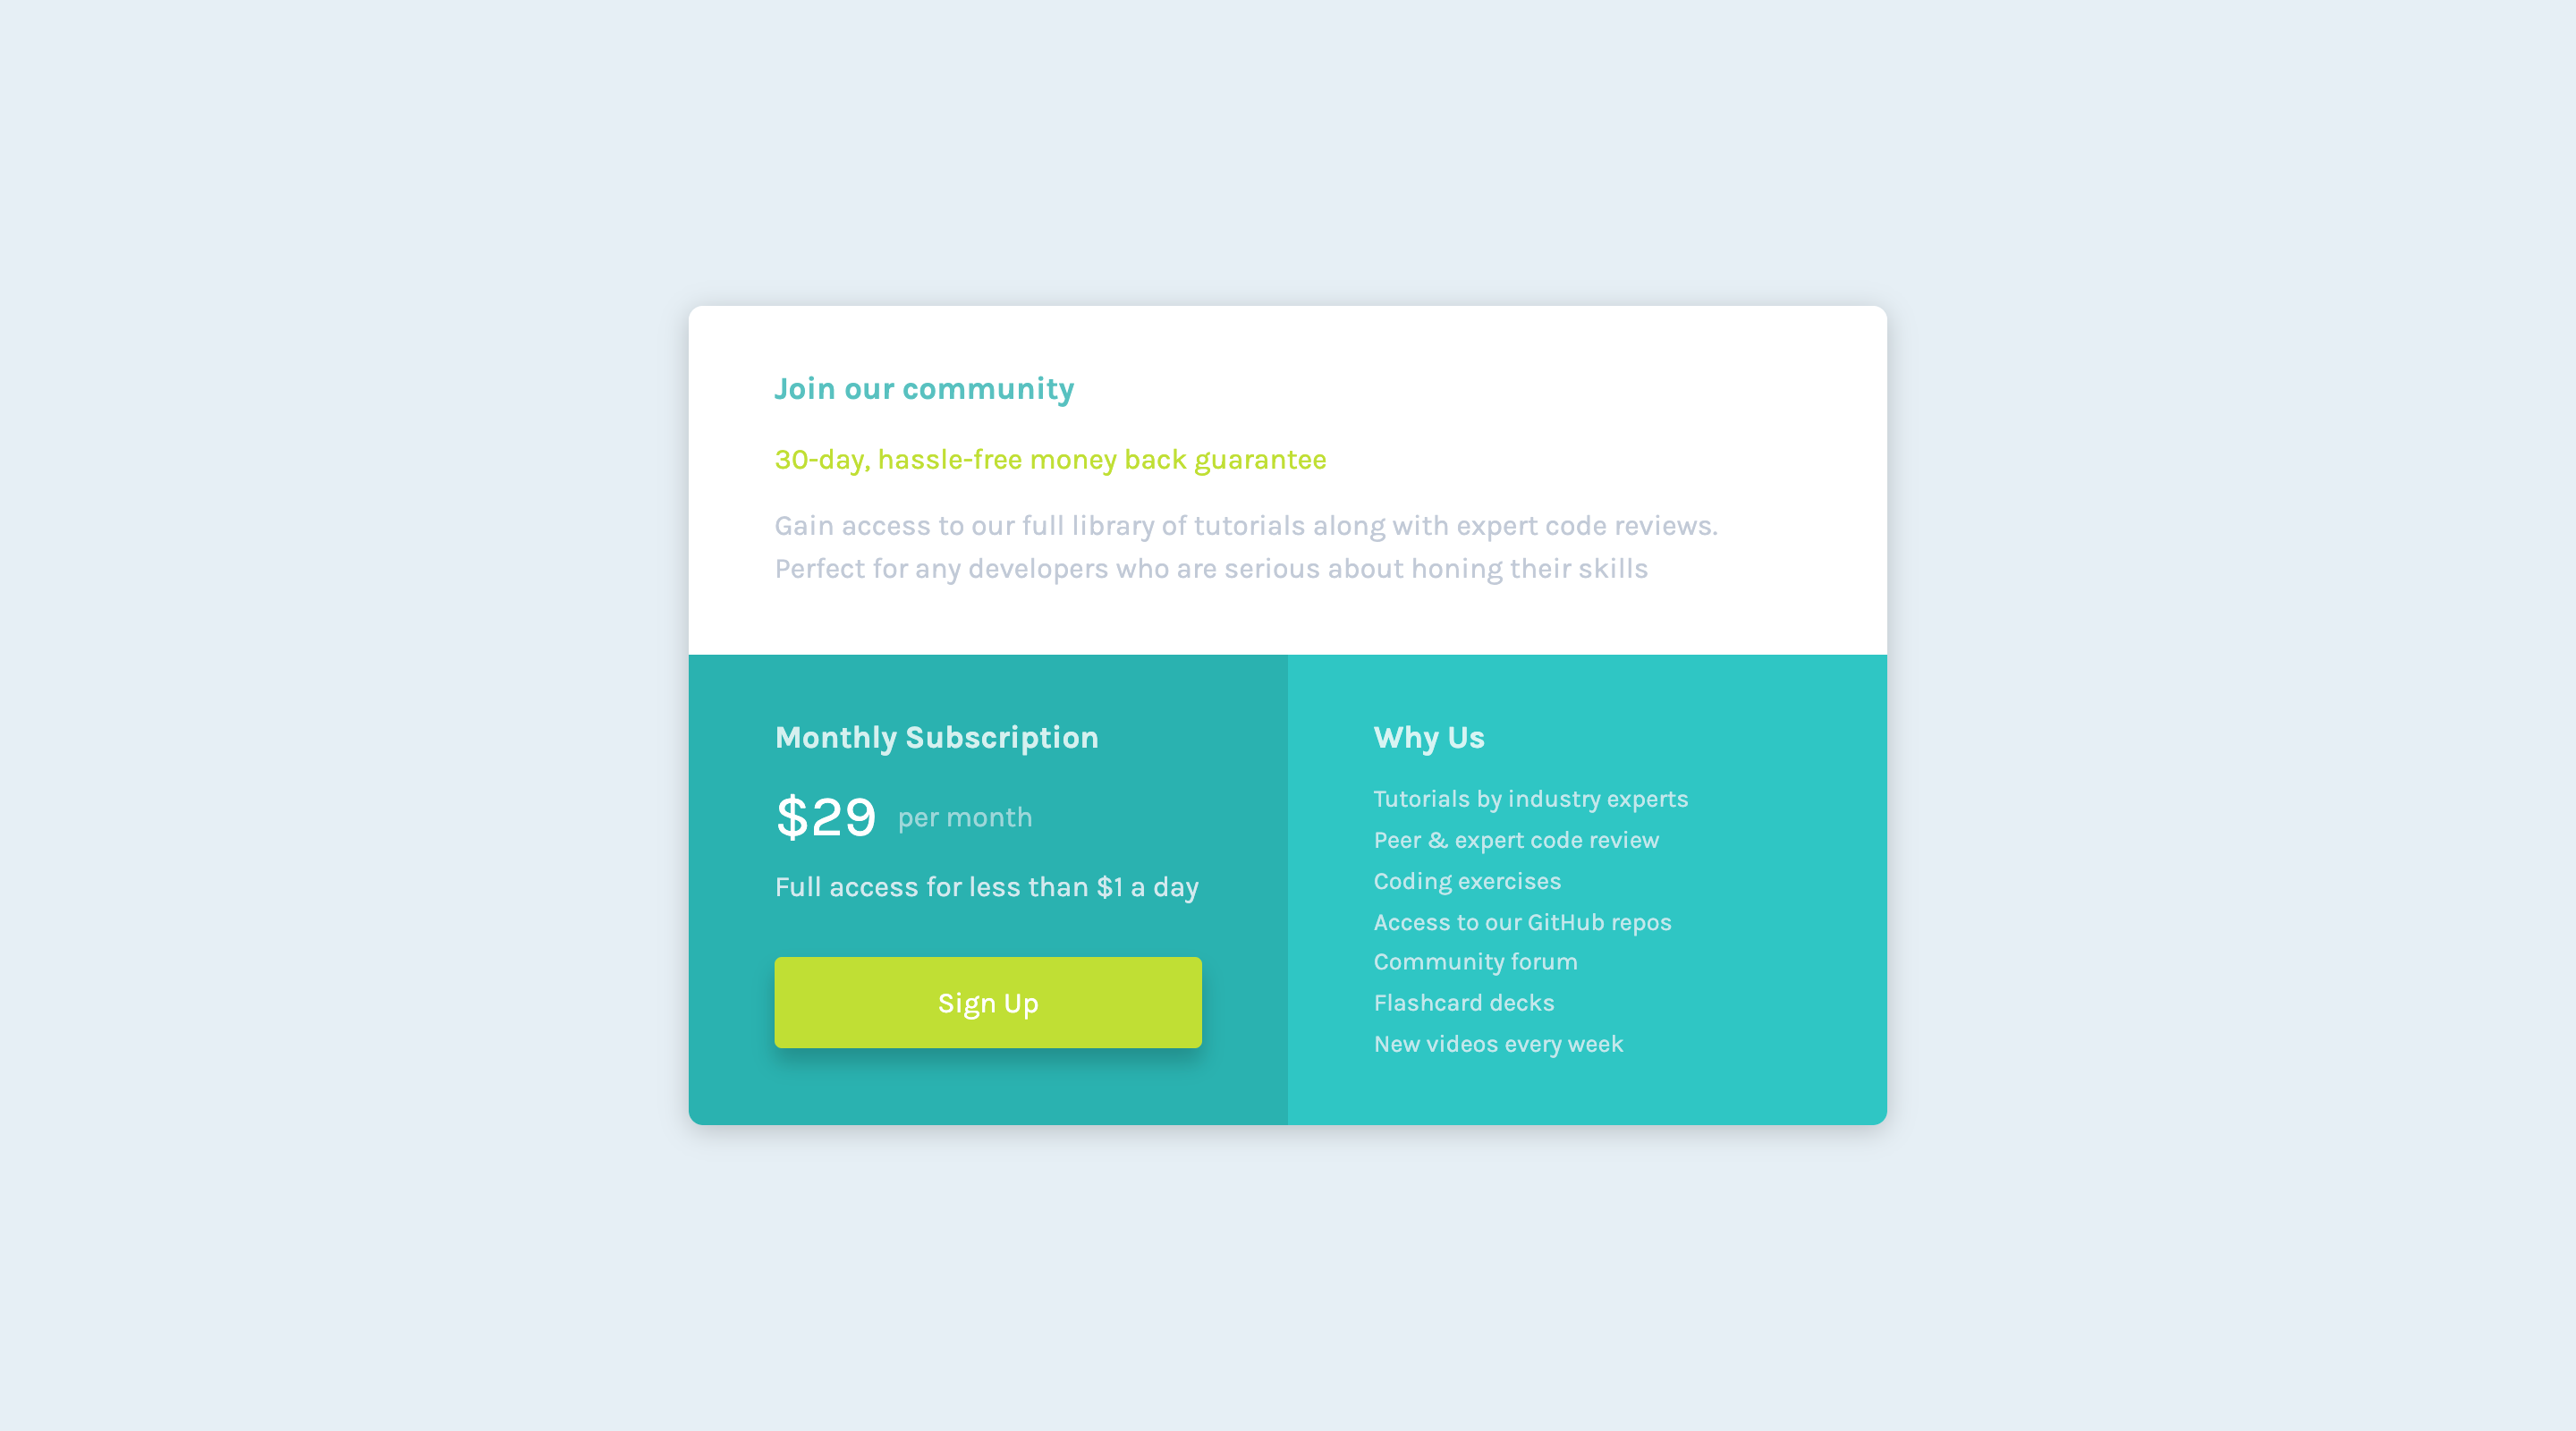 Join our community
30-day, hassle-free money back guarantee
Gain access to our full library of tutorials along with expert code reviews.
Perfect for any developers who are serious about honing their skills
Monthly Subscription
$29 per month
Full access for less than $1 a day
Sign Up
Why Us
Tutorials by industry experts
Peer & expert code review
Coding exercises
Access to our GitHub repos
Community forum
Flashcard decks
New videos every week